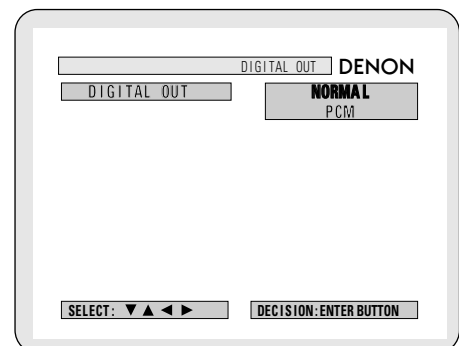 DIGITAL OUT DENON
DIGITAL OUT NORMAL
PCM
SELECT: ▼ ▲ ◄ ► DECISION:ENTER BUTTON